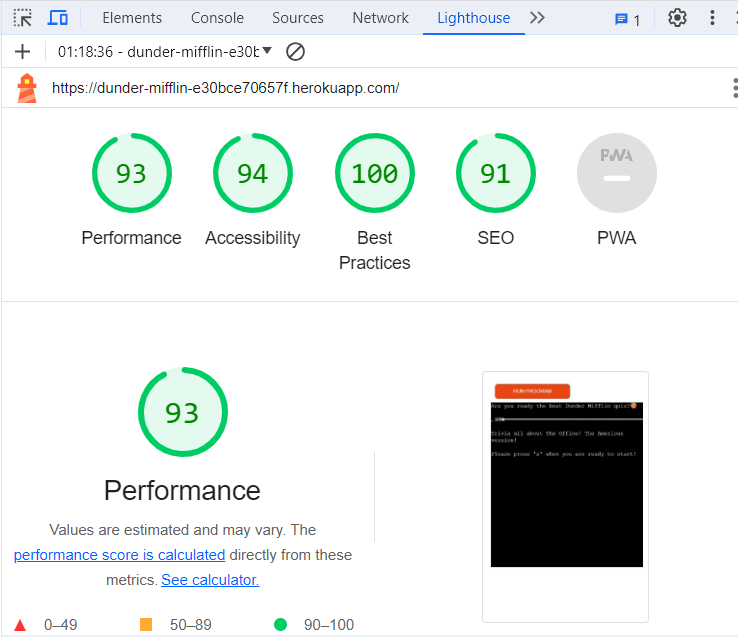 Elements Console Sources Network Lighthouse 1
01:18:36 - dunder-mifflin-e30b
https://dunder-mifflin-e30bce70657f.herokuapp.com/
93 94 100 91 PWA
Performance Accessibility Best Practices SEO PWA
93
Performance
Values are estimated and may vary. The
performance score is calculated directly from these
metrics. See calculator.
0–49 50–89 90–100
RUN PROGRAM
Are you ready the best Dunder Mifflin quiz?
Trivia all about The Office! The American
version!
Please press 's' when you are ready to start!